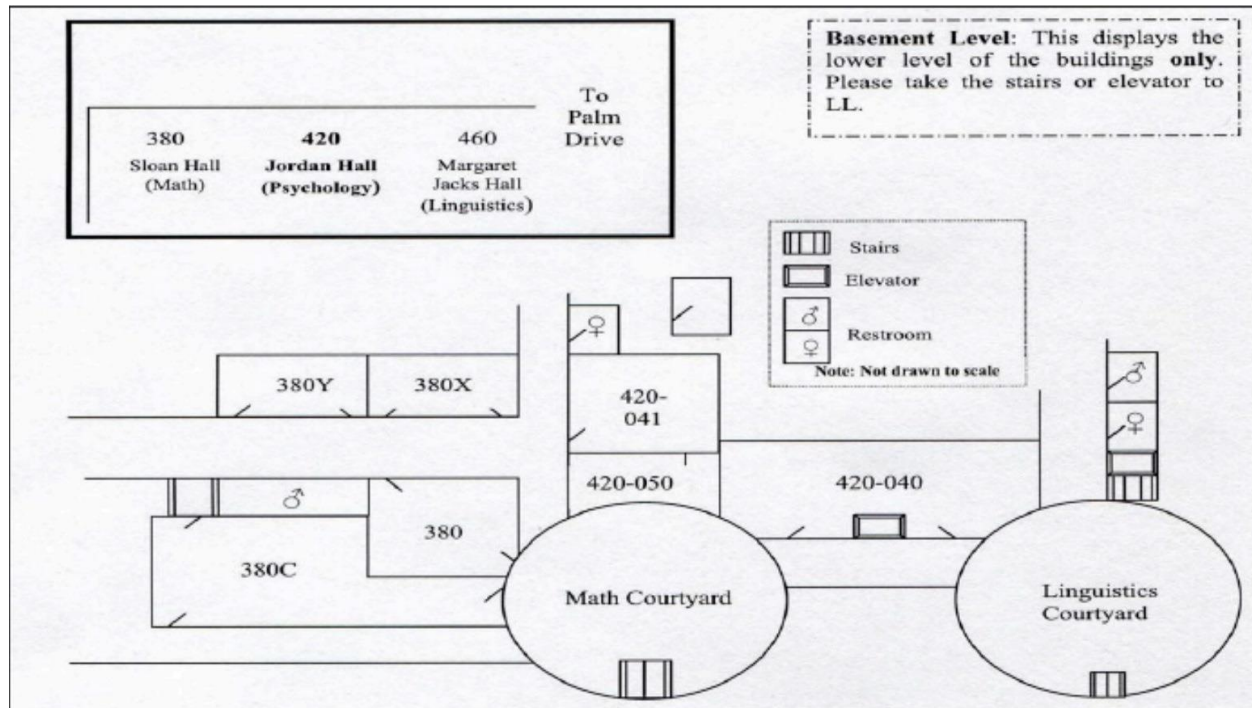 To
Palm
Drive
380
Sloan Hall
(Math)
420
Jordan Hall
(Psychology)
460
Margaret
Jacks Hall
(Linguistics)
Basement Level: This displays the
lower level of the buildings only.
Please take the stairs or elevator to
LL.
Stairs
Elevator
♂
Restroom
♀
Note: Not drawn to scale
♀
380Y
380X
420-
041
♂
♀
420-050
420-040
♂
380
380C
Math Courtyard
Linguistics
Courtyard